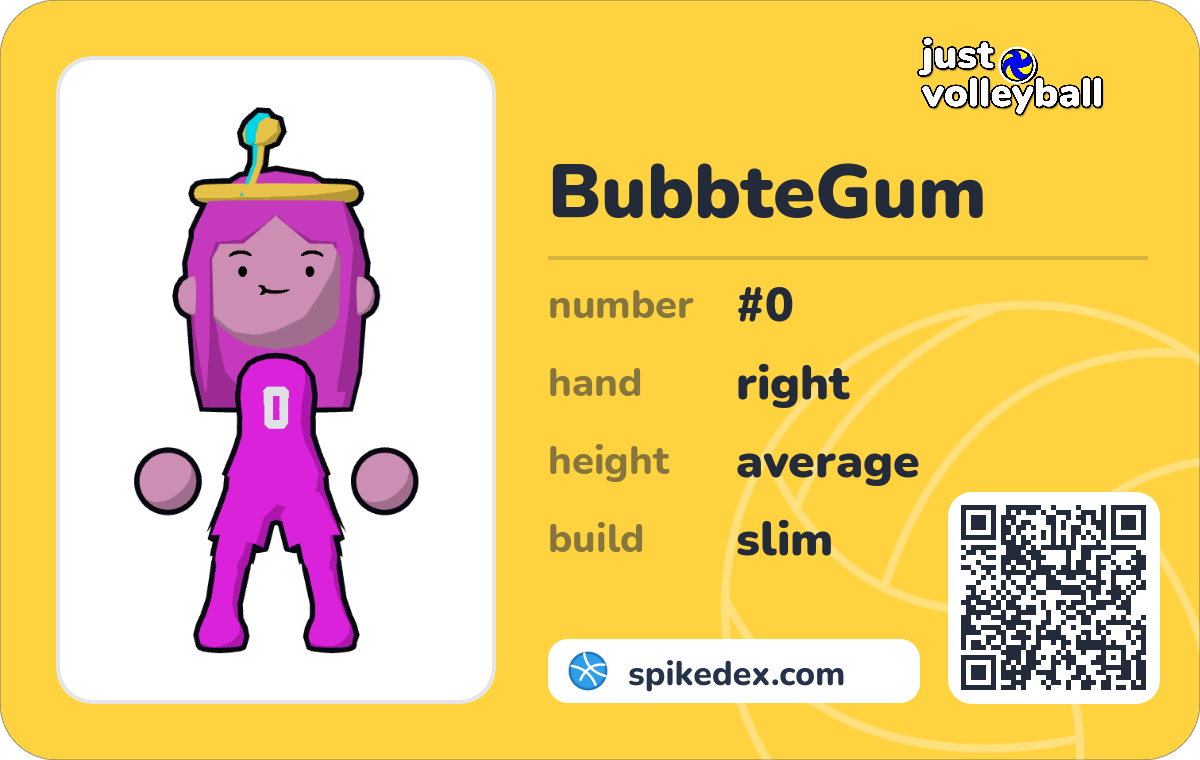 just
volleyball
BubbteGum
number #0
hand right
height average
build slim
0
spikedex.com